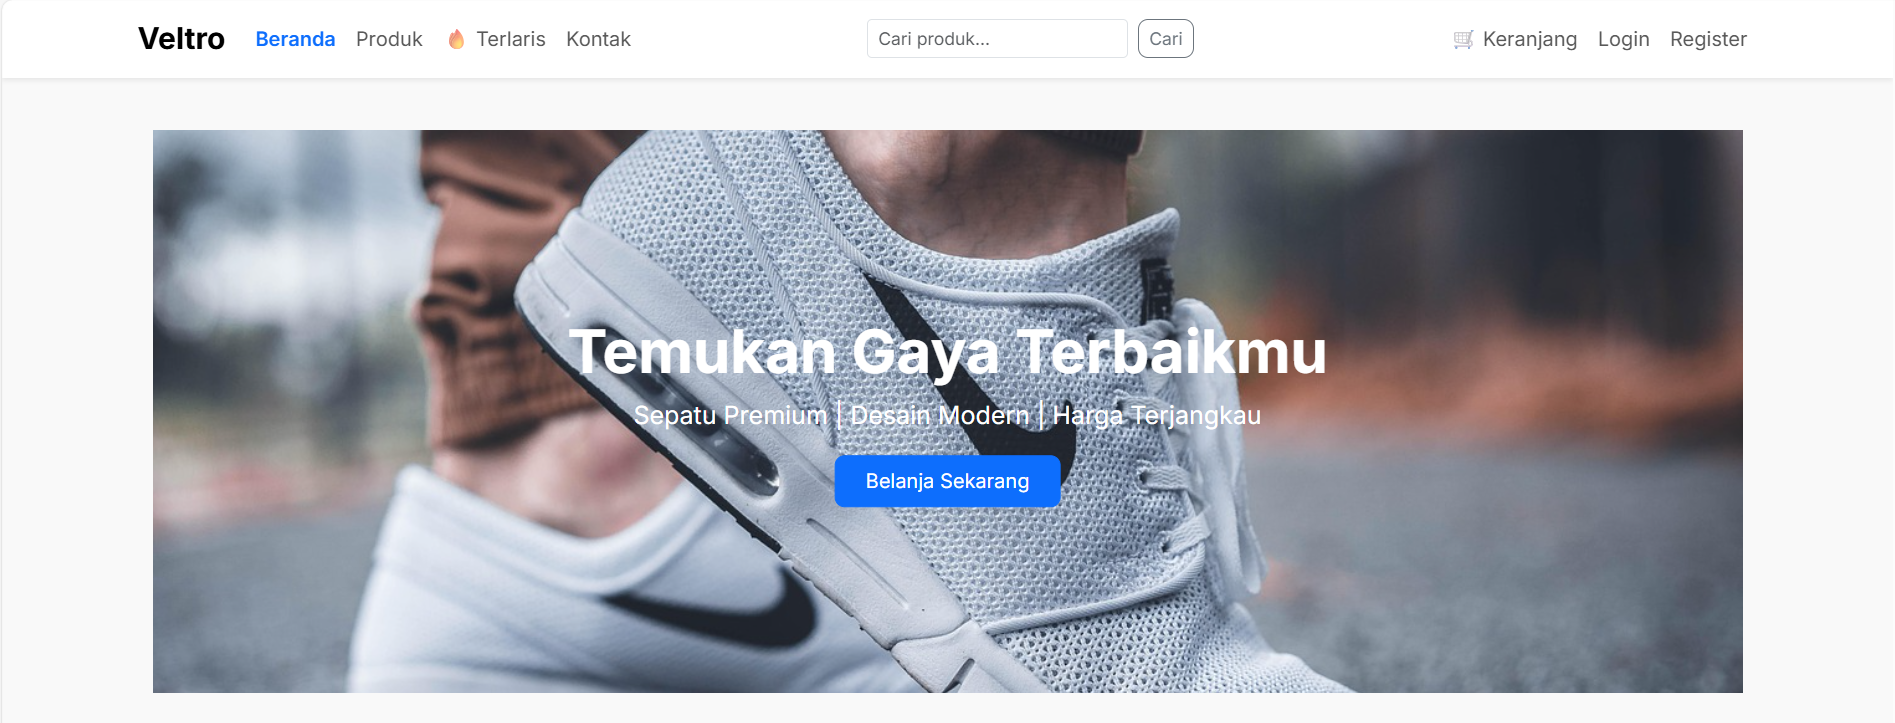 Veltro Beranda Produk 🔥 Terlaris Kontak Cari produk... Cari 🛒 Keranjang Login Register
Temukan Gaya Terbaikmu
Sepatu Premium | Desain Modern | Harga Terjangkau
Belanja Sekarang